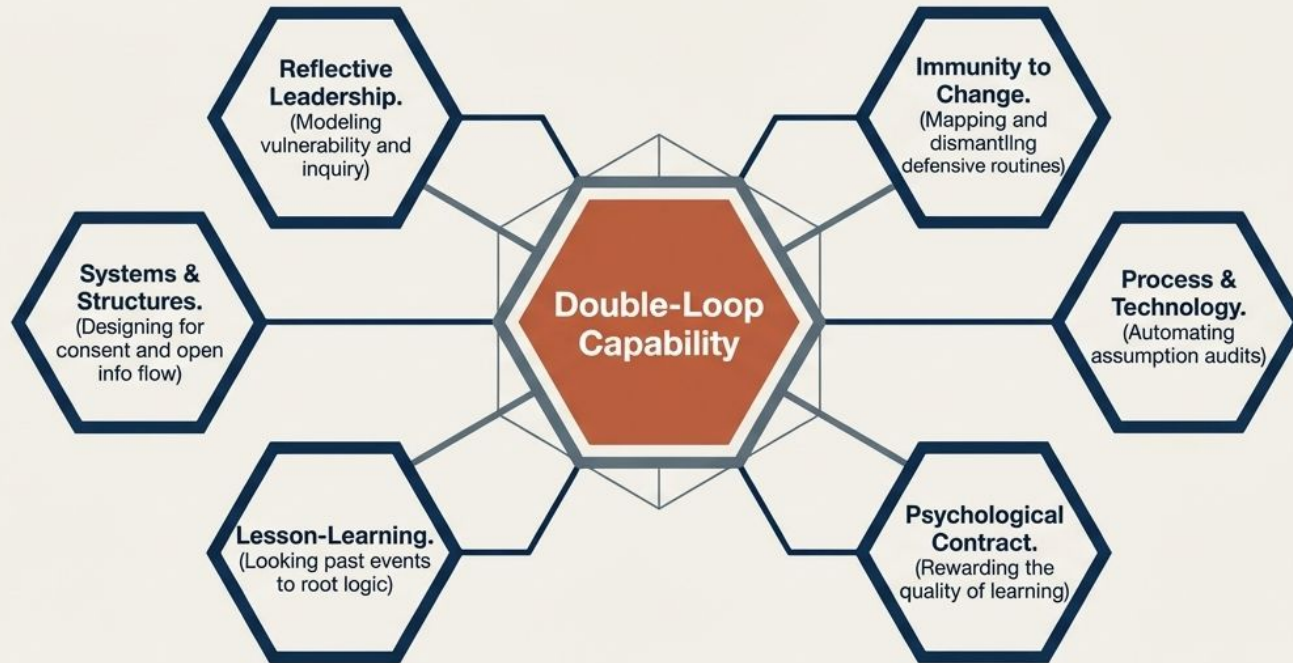 Reflective
Leadership.
(Modeling
vulnerability and
inquiry)
Immunity to
Change.
(Mapping and
dismantling
defensive routines)
Systems &
Structures.
(Designing for
consent and open
info flow)
Double-Loop
Capability
Process &
Technology.
(Automating
assumption audits)
Lesson-Learning.
(Looking past events
to root logic)
Psychological
Contract.
(Rewarding the
quality of learning)